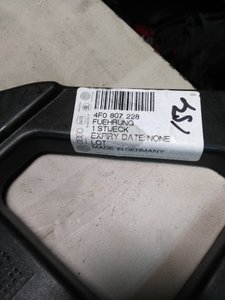 4F0 807 228
FUEHRUNG
1 STUECK
EXPIRY DATE:NONE
LOT
MADE IN GERMANY